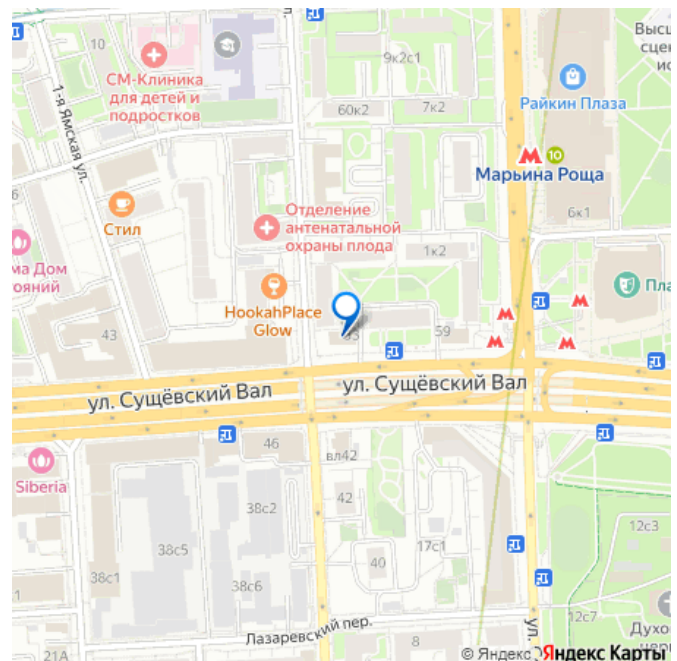 10
СМ-Клиника
для детей и
подростков
9к2с1
60к2
7к2
Райкин Плаза
10
Марьина Роща
1-я Ямская ул.
Стил
Отделение
антенатальной
охраны плода
6к1
1к2
HookahPlace
Glow
43
59
ул. Сущёвский Вал
ул. Сущёвский Вал
Siberia
46
вл42
38с2
42
38с5
17с1
12с3
38с1
38с6
40
12с7
Лазаревский пер.
8
21А
© Яндекс
Яндекс Карты